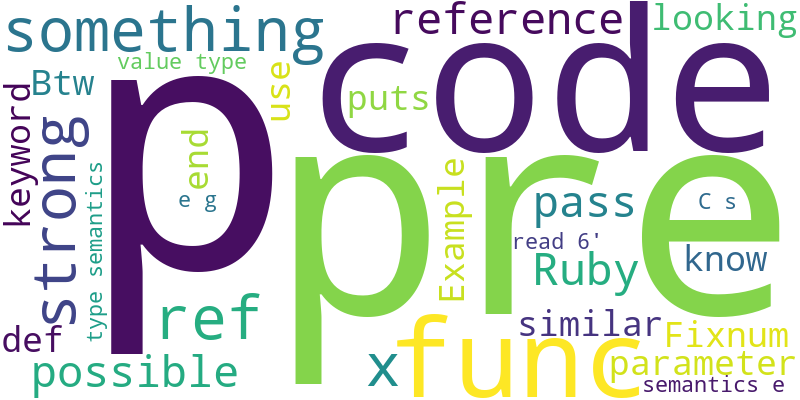 something
reference
looking
value type
code
Btw
use
puts
p
pre
keyword
strong
end
type semantics
e g
Example
pass
C s
read 6'
Ruby
know
ref
func
similar
Fixnum
def
possible
x
parameter
semantics e